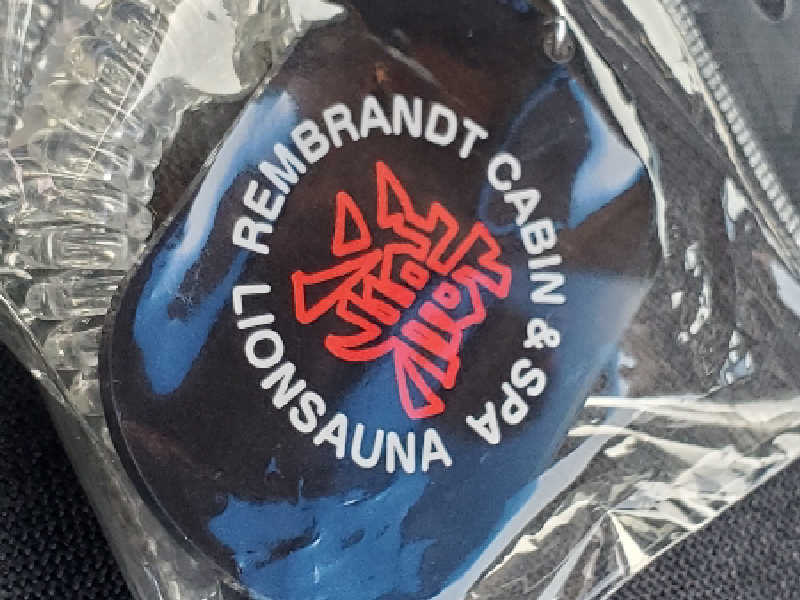 REMBRANDT CABIN & SPA
LIONSAUNA